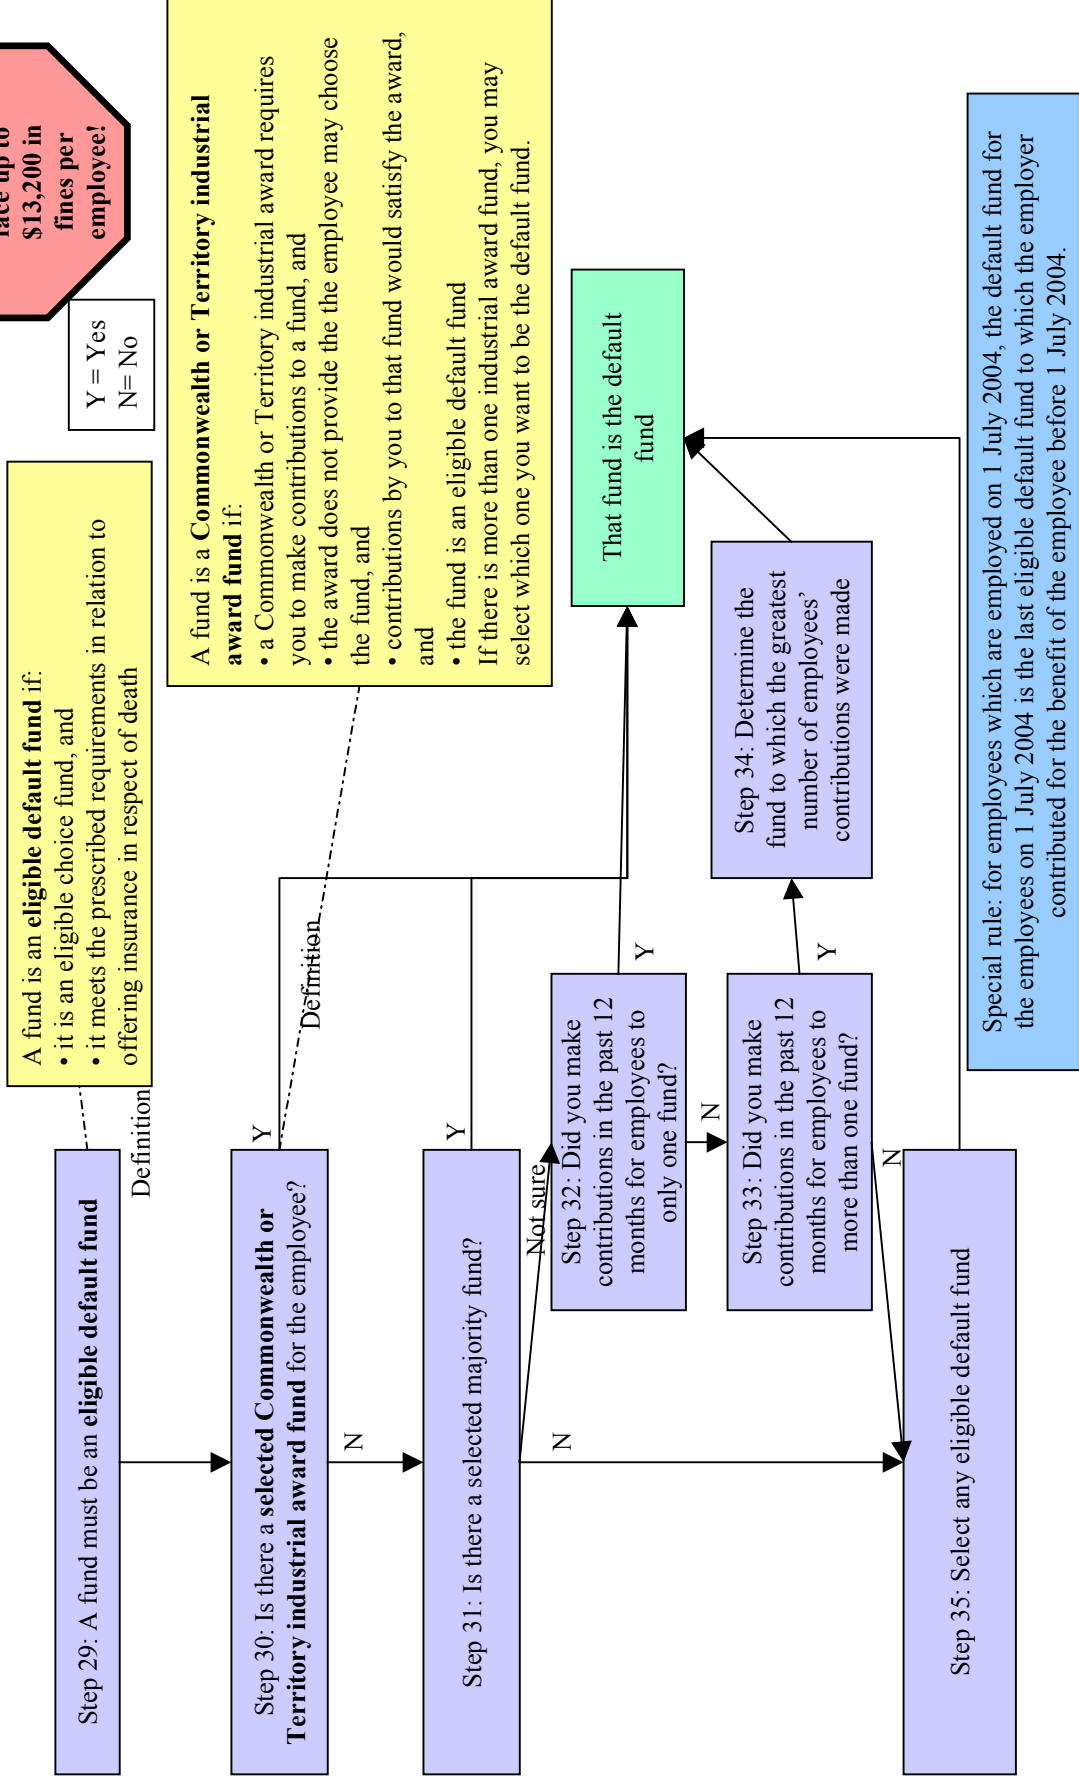 face up to
$13,200 in
fines per
employee!
Y = Yes
N= No
A fund is an eligible default fund if:
• it is an eligible choice fund, and
• it meets the prescribed requirements in relation to
offering insurance in respect of death
Definition
Step 29: A fund must be an eligible default fund
A fund is a Commonwealth or Territory industrial
award fund if:
• a Commonwealth or Territory industrial award requires
you to make contributions to a fund, and
• the award does not provide the the employee may choose
the fund, and
• contributions by you to that fund would satisfy the award,
and
• the fund is an eligible default fund
If there is more than one industrial award fund, you may
select which one you want to be the default fund.
Definition
Step 30: Is there a selected Commonwealth or
Territory industrial award fund for the employee?
Y
N
Step 31: Is there a selected majority fund?
Y
Not sure
N
Step 32: Did you make
contributions in the past 12
months for employees to
only one fund?
Y
N
Step 33: Did you make
contributions in the past 12
months for employees to
more than one fund?
Y
N
Step 34: Determine the
fund to which the greatest
number of employees'
contributions were made
That fund is the default
fund
Step 35: Select any eligible default fund
Special rule: for employees which are employed on 1 July 2004, the default fund for
the employees on 1 July 2004 is the last eligible default fund to which the employer
contributed for the benefit of the employee before 1 July 2004.